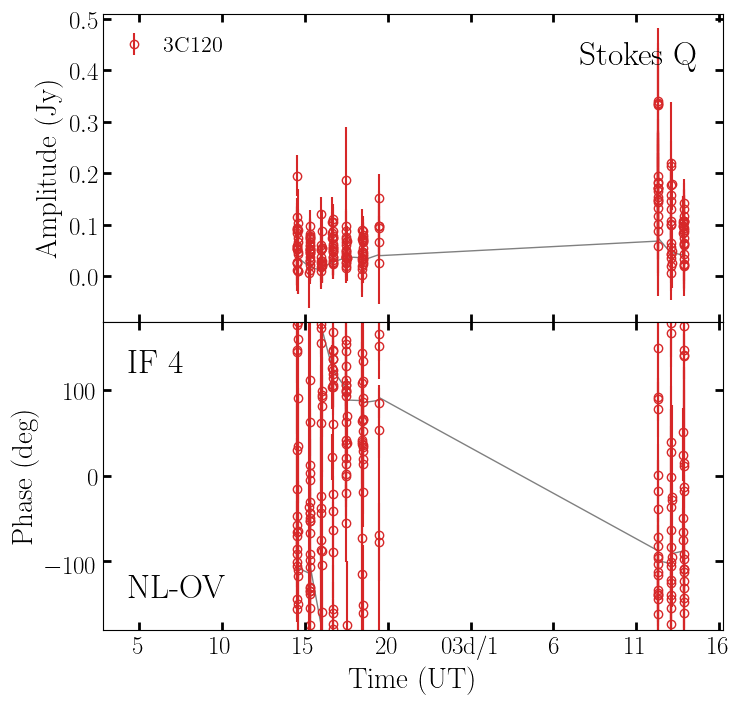 0.5
3C120
Stokes Q
0.4
0.3
0.2
0.1
0.0
Amplitude (Jy)
IF 4
100
0
−100
Phase (deg)
NL-OV
5 10 15 20 03d/1 6 11 16
Time (UT)